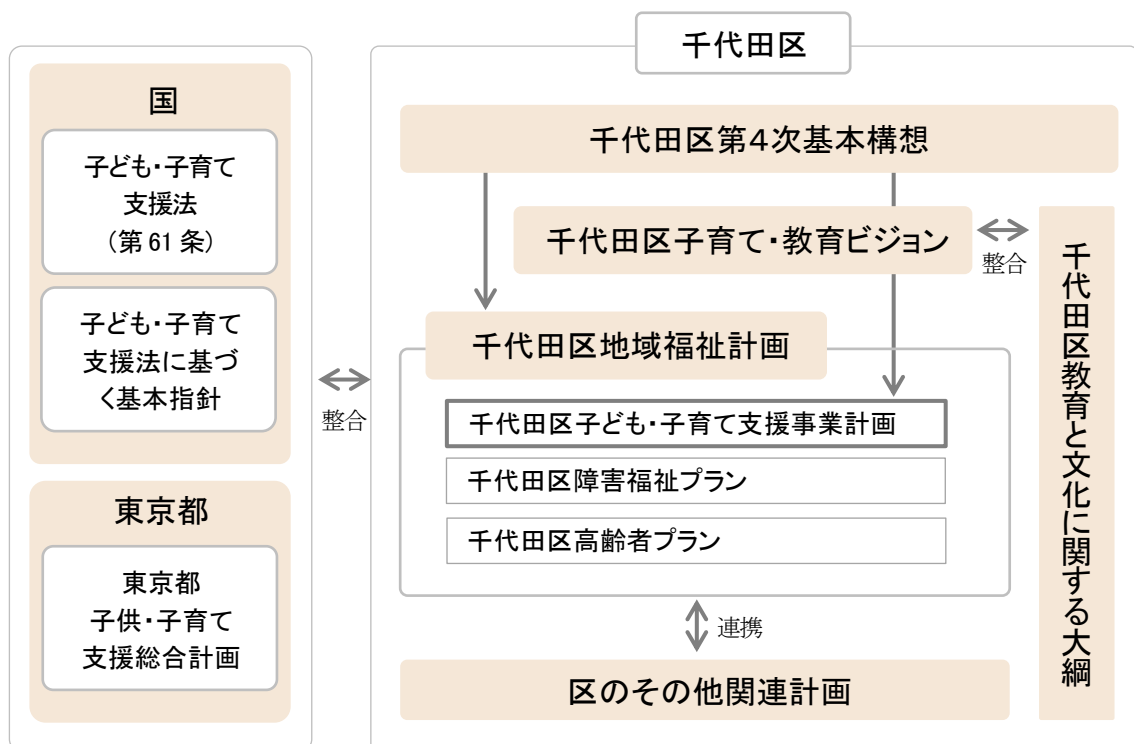 千代田区
国
子ども・子育て
支援法
（第 61 条）
子ども・子育て
支援法に基づ
く基本指針
東京都
東京都
子供・子育て
支援総合計画
整合
千代田区第4次基本構想
千代田区子育て・教育ビジョン
整合
千代田区地域福祉計画
千代田区子ども・子育て支援事業計画
千代田区障害福祉プラン
千代田区高齢者プラン
連携
区のその他関連計画
千代田区教育と文化に関する大綱